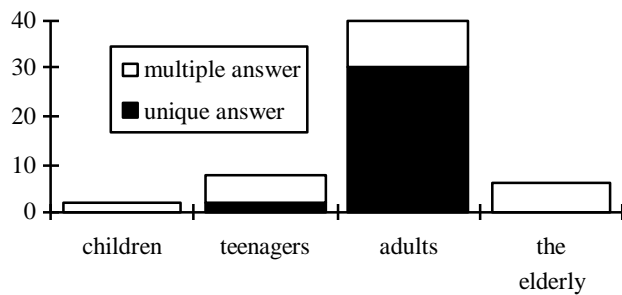 40
30
20
10
0
multiple answer
unique answer
children
teenagers
adults
the
elderly